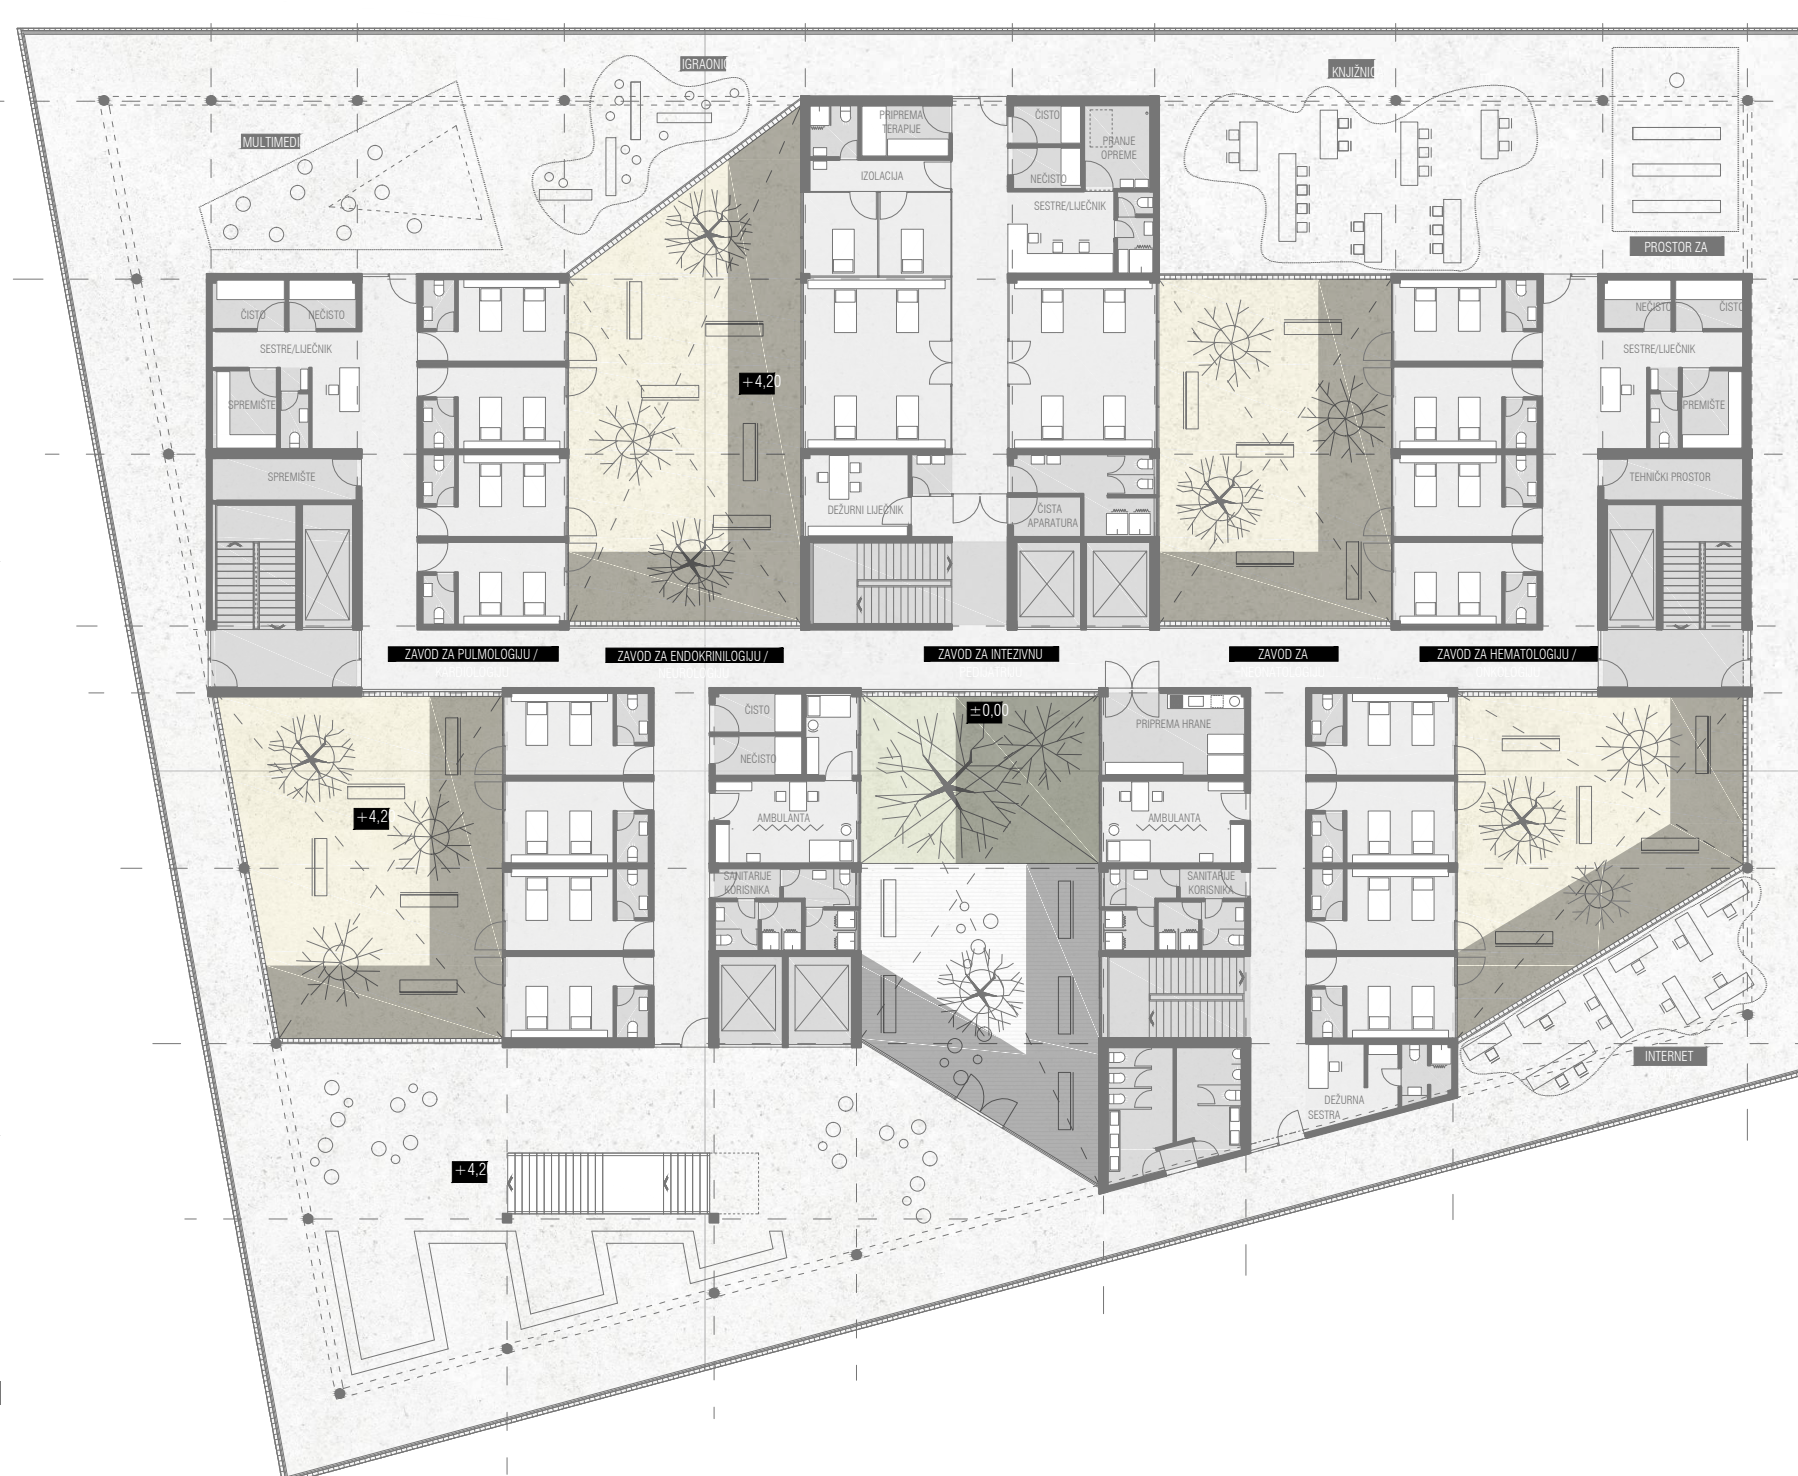 IGRAONIC
KNJIŽNIC
MULTIMEDI
PROSTOR ZA
PRIPREMA
TERAPIJE
IZOLACIJA
ČISTO
NEČISTO
PRANJE
OPREME
SESTRE/LIJEČNIK
ČISTO
NEČISTO
SESTRE/LIJEČNIK
SPREMIŠTE
SPREMIŠTE
+4,20
NEČISTO
ČISTO
SESTRE/LIJEČNIK
PREMIŠTE
TEHNIČKI PROSTOR
DEŽURNI LIJEČNIK
ČISTA
APARATURA
ZAVOD ZA PULMOLOGIJU /
ZAVOD ZA ENDOKRINILOGIJU /
ZAVOD ZA INTEZIVNU
ZAVOD ZA
ZAVOD ZA HEMATOLOGIJU /
ČISTO
NEČISTO
±0,00
PRIPREMA HRANE
+4,2
AMBULANTA
AMBULANTA
SANITARIJE
KORISNIKA
SANITARIJE
KORISNIKA
INTERNET
DEŽURNA
SESTRA
+4,2